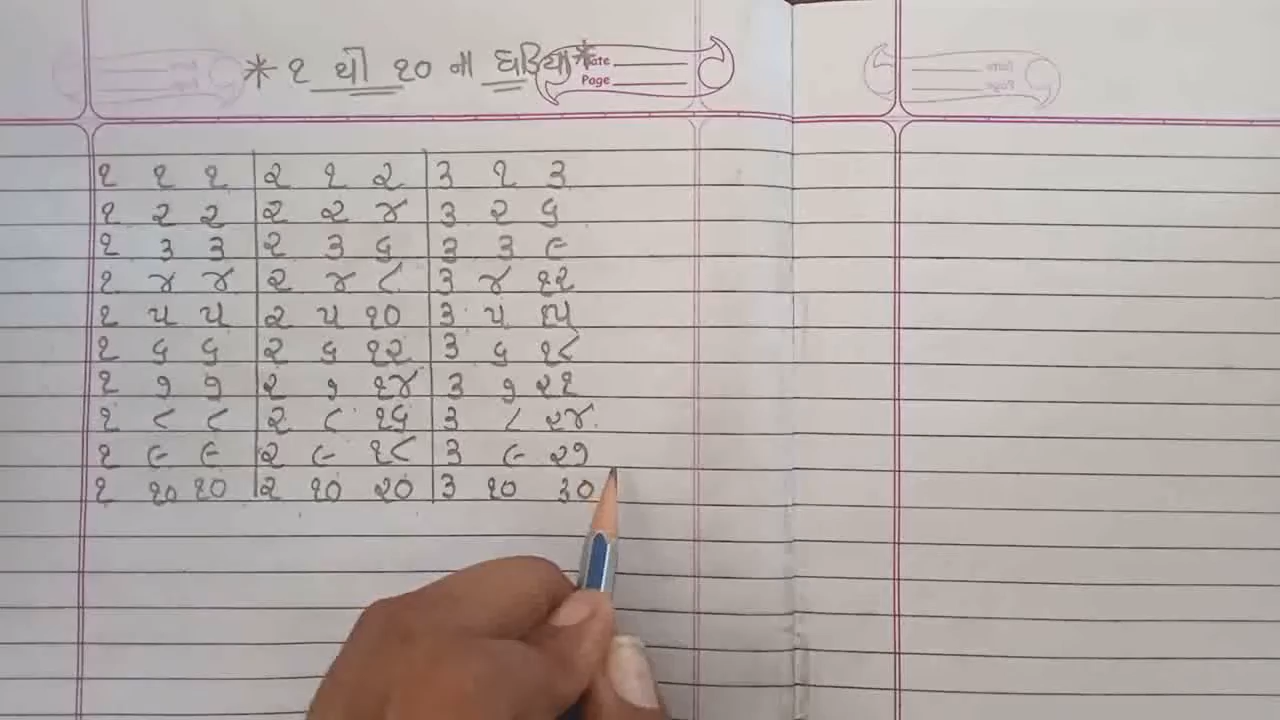 * ૧ થી ૧૦ ના ઘડિયા *
Date
Page
૧ ૧ ૧ ૨ ૧ ૨ ૩ ૧ ૩
૧ ૨ ૨ ૨ ૨ ૪ ૩ ૨ ૬
૧ ૩ ૩ ૨ ૩ ૬ ૩ ૩ ૯
૧ ૪ ૪ ૨ ૪ ૮ ૩ ૪ ૧૨
૧ ૫ ૫ ૨ ૫ ૧૦ ૩ ૫ ૧૫
૧ ૬ ૬ ૨ ૬ ૧૨ ૩ ૬ ૧૮
૧ ૭ ૭ ૨ ૭ ૧૪ ૩ ૭ ૨૧
૧ ૮ ૮ ૨ ૮ ૧૬ ૩ ૮ ૨૪
૧ ૯ ૯ ૨ ૯ ૧૮ ૩ ૯ ૨૭
૧ ૧૦ ૧૦ ૨ ૧૦ ૨૦ ૩ ૧૦ ૩૦